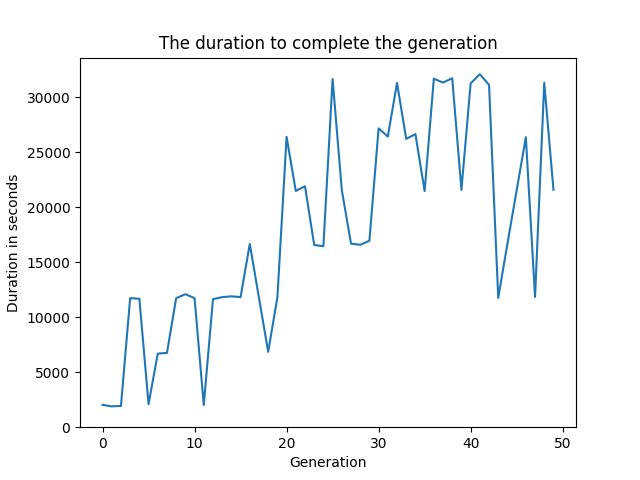 The duration to complete the generation
30000
25000
20000
15000
10000
5000
0
Duration in seconds
0 10 20 30 40 50
Generation